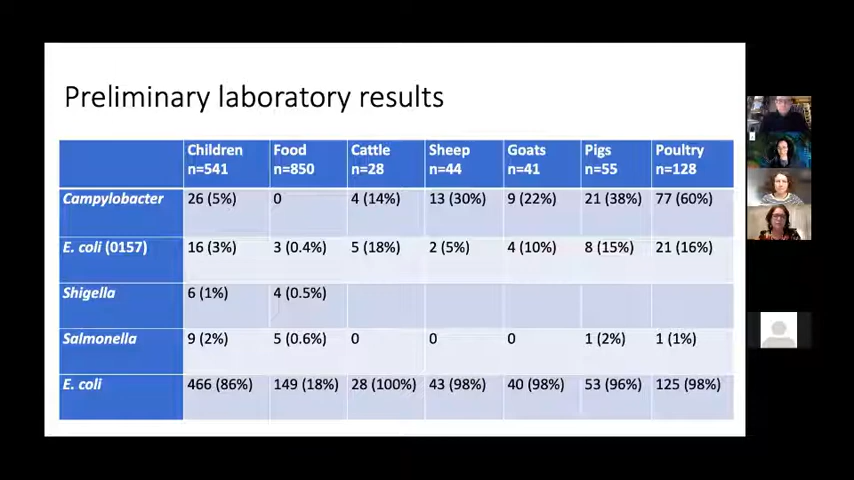 Preliminary laboratory results
Children Food Cattle Sheep Goats Pigs Poultry
n=541 n=850 n=28 n=44 n=41 n=55 n=128
Campylobacter 26 (5%) 0 4 (14%) 13 (30%) 9 (22%) 21 (38%) 77 (60%)
E. coli (0157) 16 (3%) 3 (0.4%) 5 (18%) 2 (5%) 4 (10%) 8 (15%) 21 (16%)
Shigella 6 (1%) 4 (0.5%)
Salmonella 9 (2%) 5 (0.6%) 0 0 0 1 (2%) 1 (1%)
E. coli 466 (86%) 149 (18%) 28 (100%) 43 (98%) 40 (98%) 53 (96%) 125 (98%)